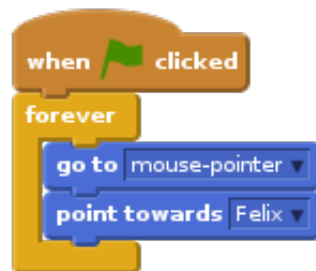 when clicked
forever
go to mouse-pointer
point towards Felix